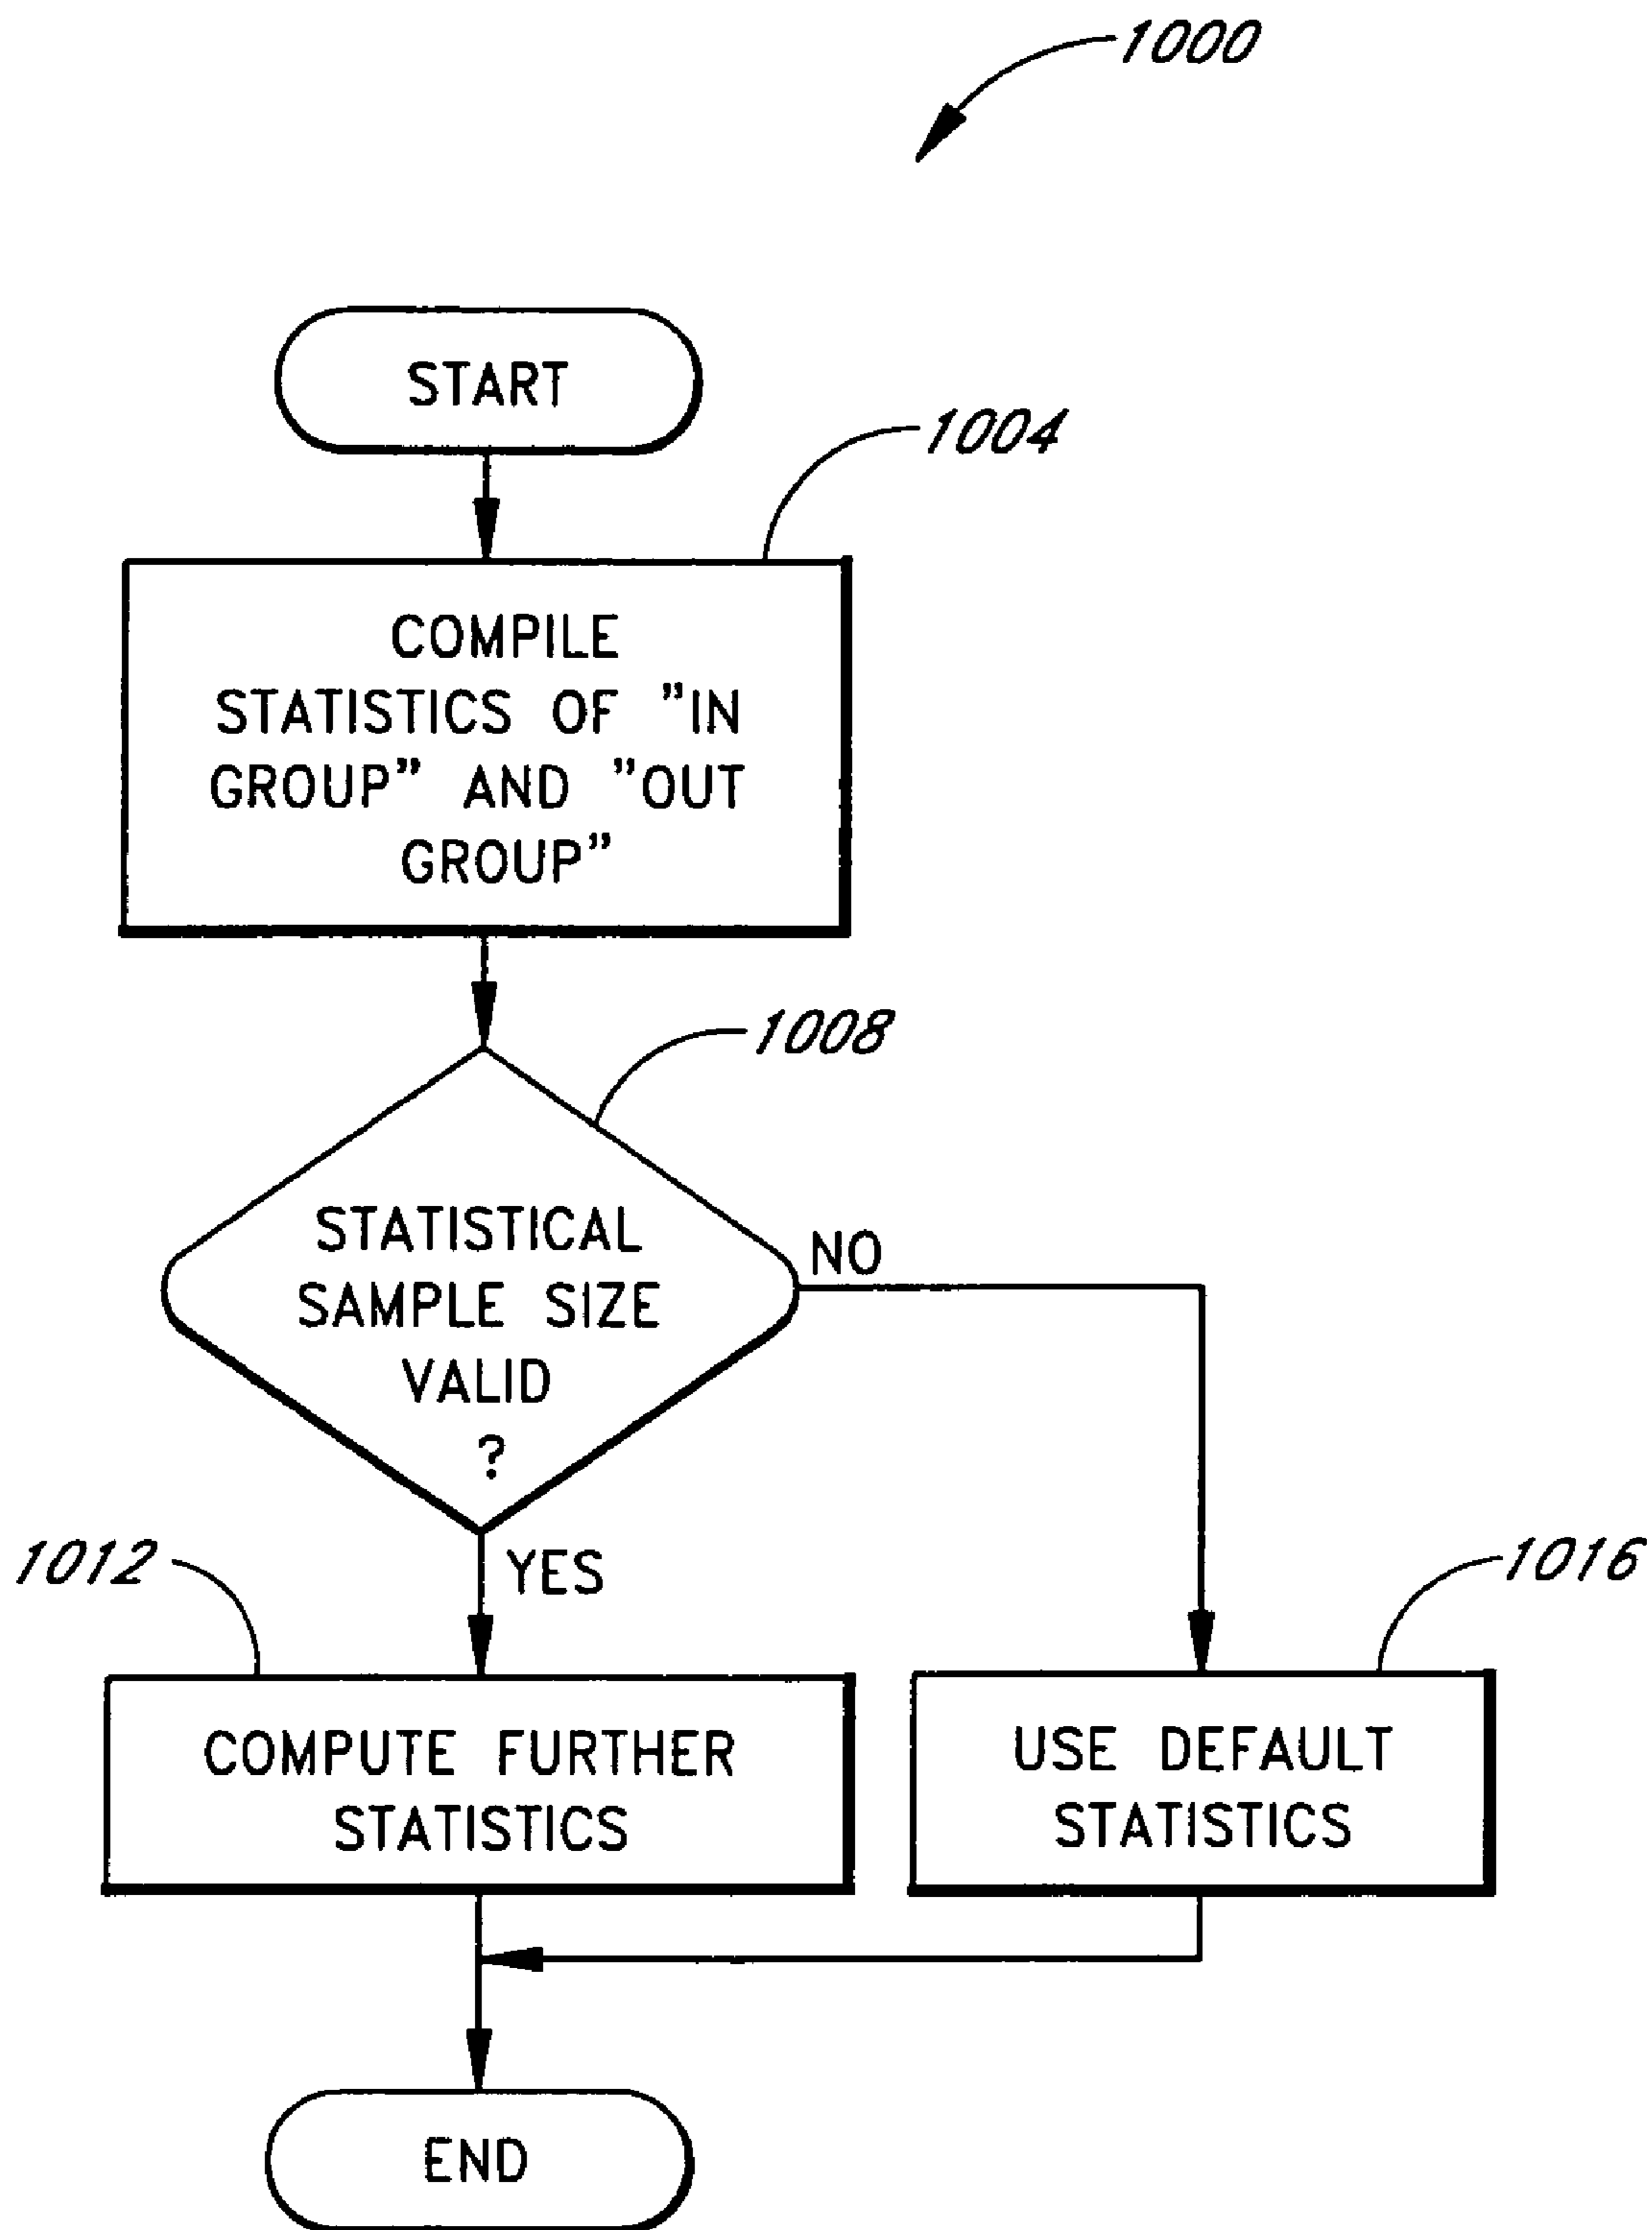 1000
START
1004
COMPILE
STATISTICS OF "IN
GROUP" AND "OUT
GROUP"
1008
STATISTICAL
SAMPLE SIZE
VALID
?
NO
YES
1012
1016
COMPUTE FURTHER
STATISTICS
USE DEFAULT
STATISTICS
END